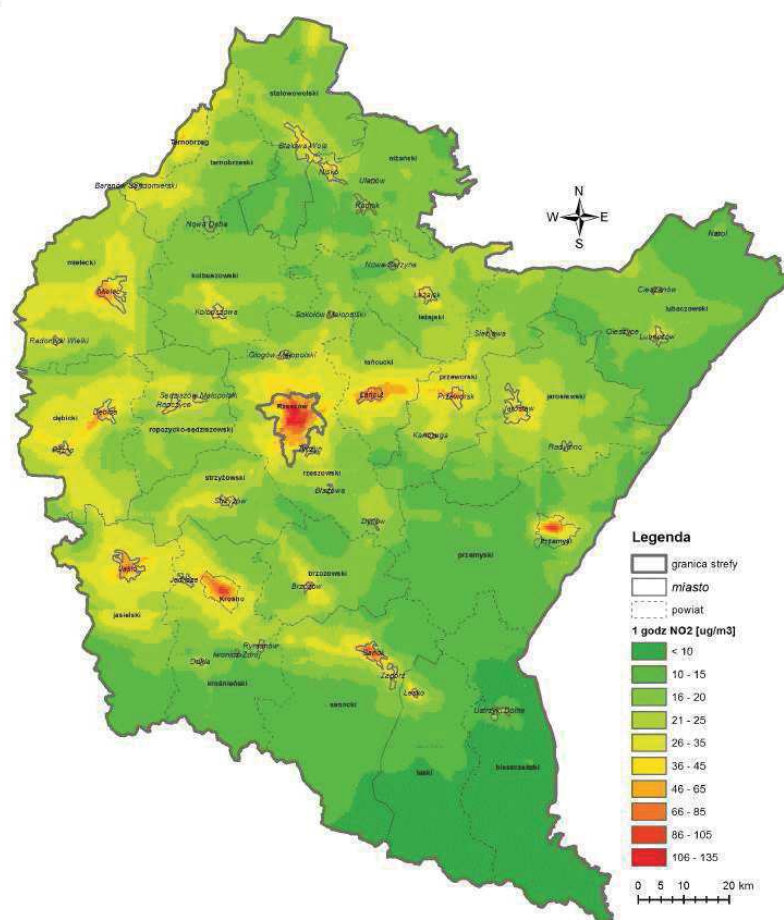 stalowowolski
Tarnobrzeg
Stalowa Wola
niżański
tarnobrzeski
Nisko
Baranów Sandomierski
Ulanów
Rudnik
N
W E
S
Nowa Dęba
Narol
mielecki
Nowa Sarzyna
kolbuszowski
Cieszanów
Mielec
Leżajsk
lubaczowski
Kolbuszowa
Sokołów Małopolski
leżajski
Sieniawa
Oleszyce
Lubaczów
Radomyśl Wielki
Głogów Małopolski
łańcucki
przeworski
Sędziszów Małopolski
Ropczyce
Łańcut
Przeworsk
jarosławski
dębicki
Dębica
Rzeszów
Jarosław
ropczycko-sędziszowski
Kańczuga
Pilzno
Tyczyn
Radymno
rzeszowski
strzyżowski
Błażowa
Strzyżów
Dynów
Przemyśl
przemyski
Jasło
Jedlicze
brzozowski
Krosno
Brzozów
jasielski
Rymanów
Iwonicz-Zdrój
Dukla
Sanok
Zagórz
krośnieński
Lesko
sanocki
Ustrzyki Dolne
leski
bieszczadzki
Legenda
granica strefy
miasto
powiat
1 godz NO2 [ug/m3]
< 10
10 - 15
16 - 20
21 - 25
26 - 35
36 - 45
46 - 65
66 - 85
86 - 105
106 - 135
0 5 10 20 km